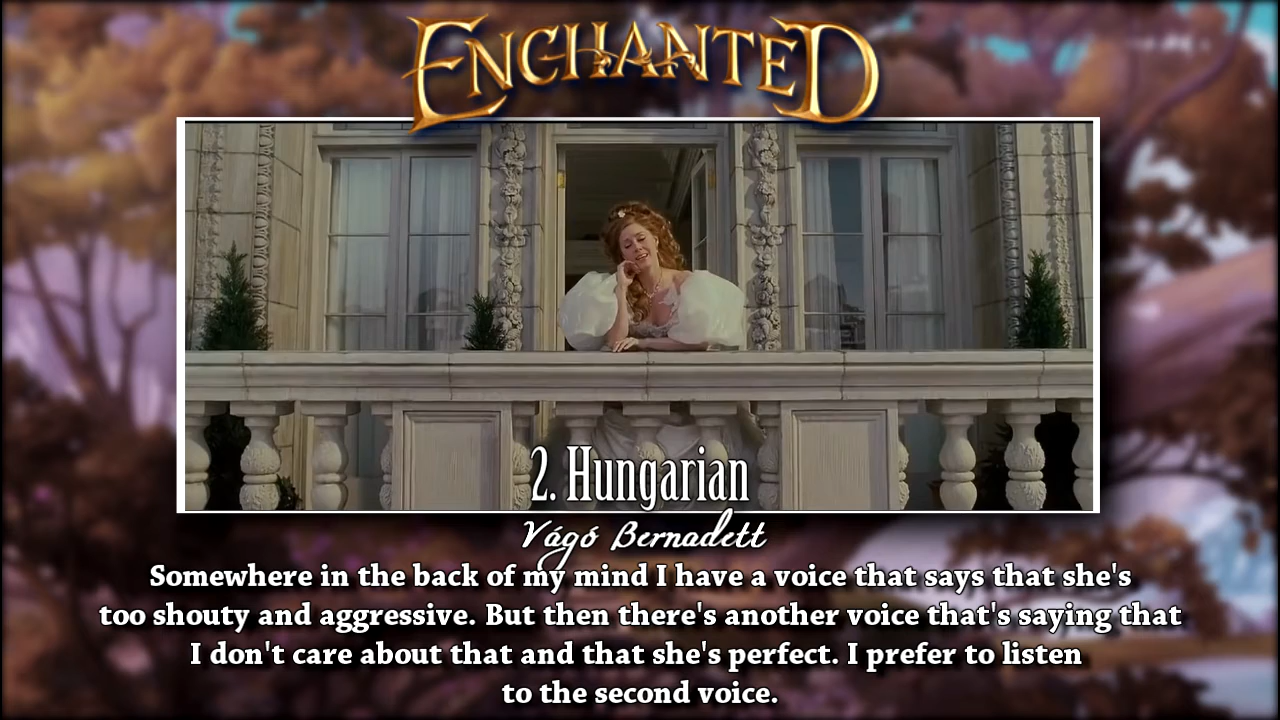 ENCHANTED
2. Hungarian
Vágó Bernadett
Somewhere in the back of my mind I have a voice that says that she's
too shouty and aggressive. But then there's another voice that's saying that
I don't care about that and that she's perfect. I prefer to listen
to the second voice.